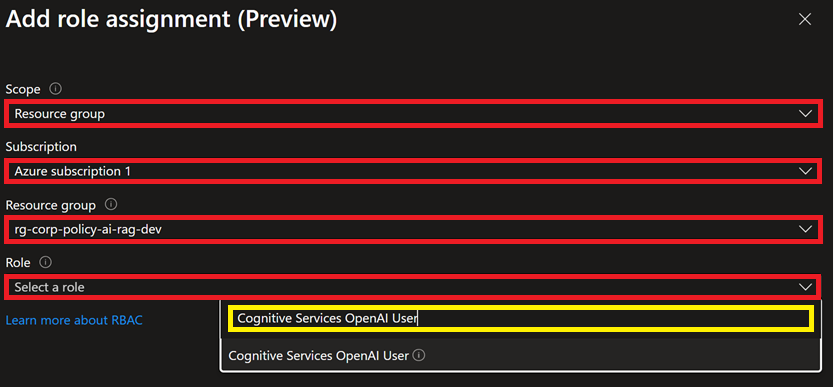 Add role assignment (Preview)
Scope
Resource group
Subscription
Azure subscription 1
Resource group
rg-corp-policy-ai-rag-dev
Role
Select a role
Learn more about RBAC
Cognitive Services OpenAI User
Cognitive Services OpenAI User